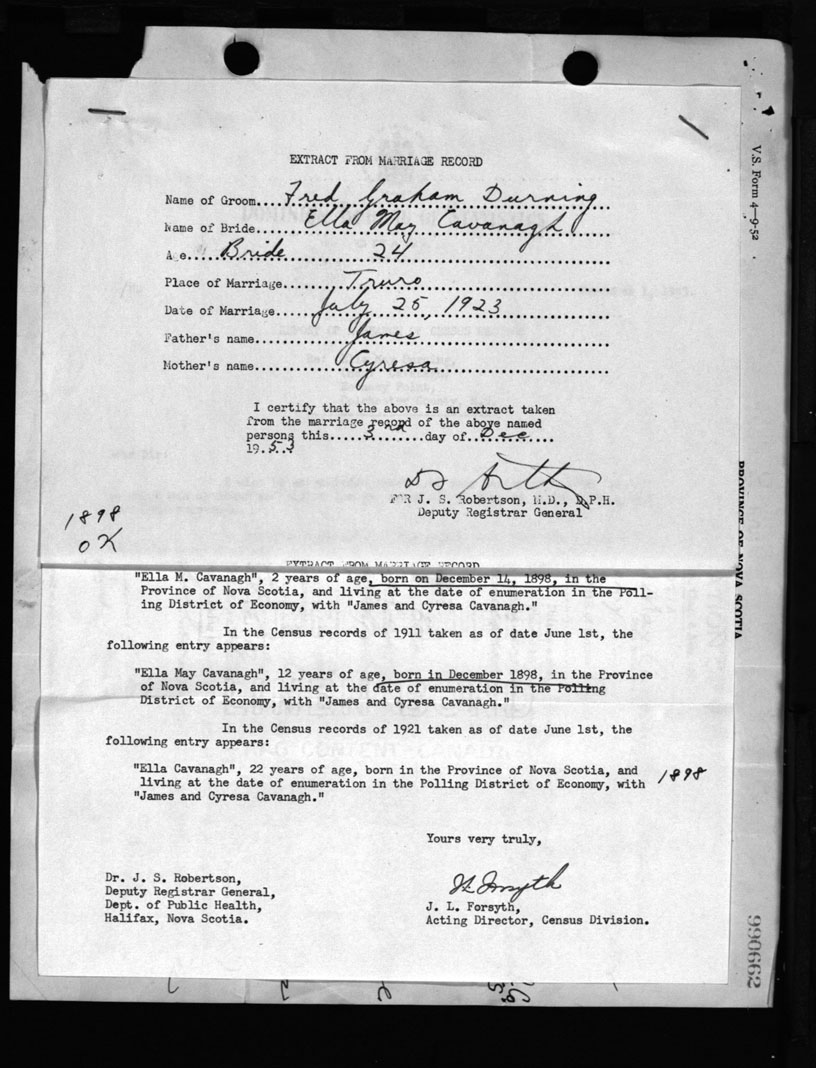 V.S. Form 4—9-52
EXTRACT FROM MARRIAGE RECORD
Name of Groom....Fred Graham Durning
Name of Bride....Ella May Cavanagh
Age....Bride 24
Place of Marriage....Truro
Date of Marriage....July 25, 1923
Father's name....James
Mother's name....Cyresa
I certify that the above is an extract taken
from the marriage record of the above named
persons this.....3rd........day of..Dec.....
19.53
FOR J. S. Robertson, M.D., D.P.H.
Deputy Registrar General
1898
OK
PROVINCE OF NOVA SCOTIA
EXTRACT FROM MARRIAGE RECORD
"Ella M. Cavanagh", 2 years of age, born on December 14, 1898, in the
Province of Nova Scotia, and living at the date of enumeration in the Poll-
ing District of Economy, with "James and Cyresa Cavanagh."
In the Census records of 1911 taken as of date June 1st, the
following entry appears:
"Ella May Cavanagh", 12 years of age, born in December 1898, in the Province
of Nova Scotia, and living at the date of enumeration in the Polling
District of Economy, with "James and Cyresa Cavanagh."
In the Census records of 1921 taken as of date June 1st, the
following entry appears:
"Ella Cavanagh", 22 years of age, born in the Province of Nova Scotia, and
living at the date of enumeration in the Polling District of Economy, with
"James and Cyresa Cavanagh."
1898
Yours very truly,
Dr. J. S. Robertson,
Deputy Registrar General,
Dept. of Public Health,
Halifax, Nova Scotia.
J L Forsyth
J. L. Forsyth,
Acting Director, Census Division.
990662